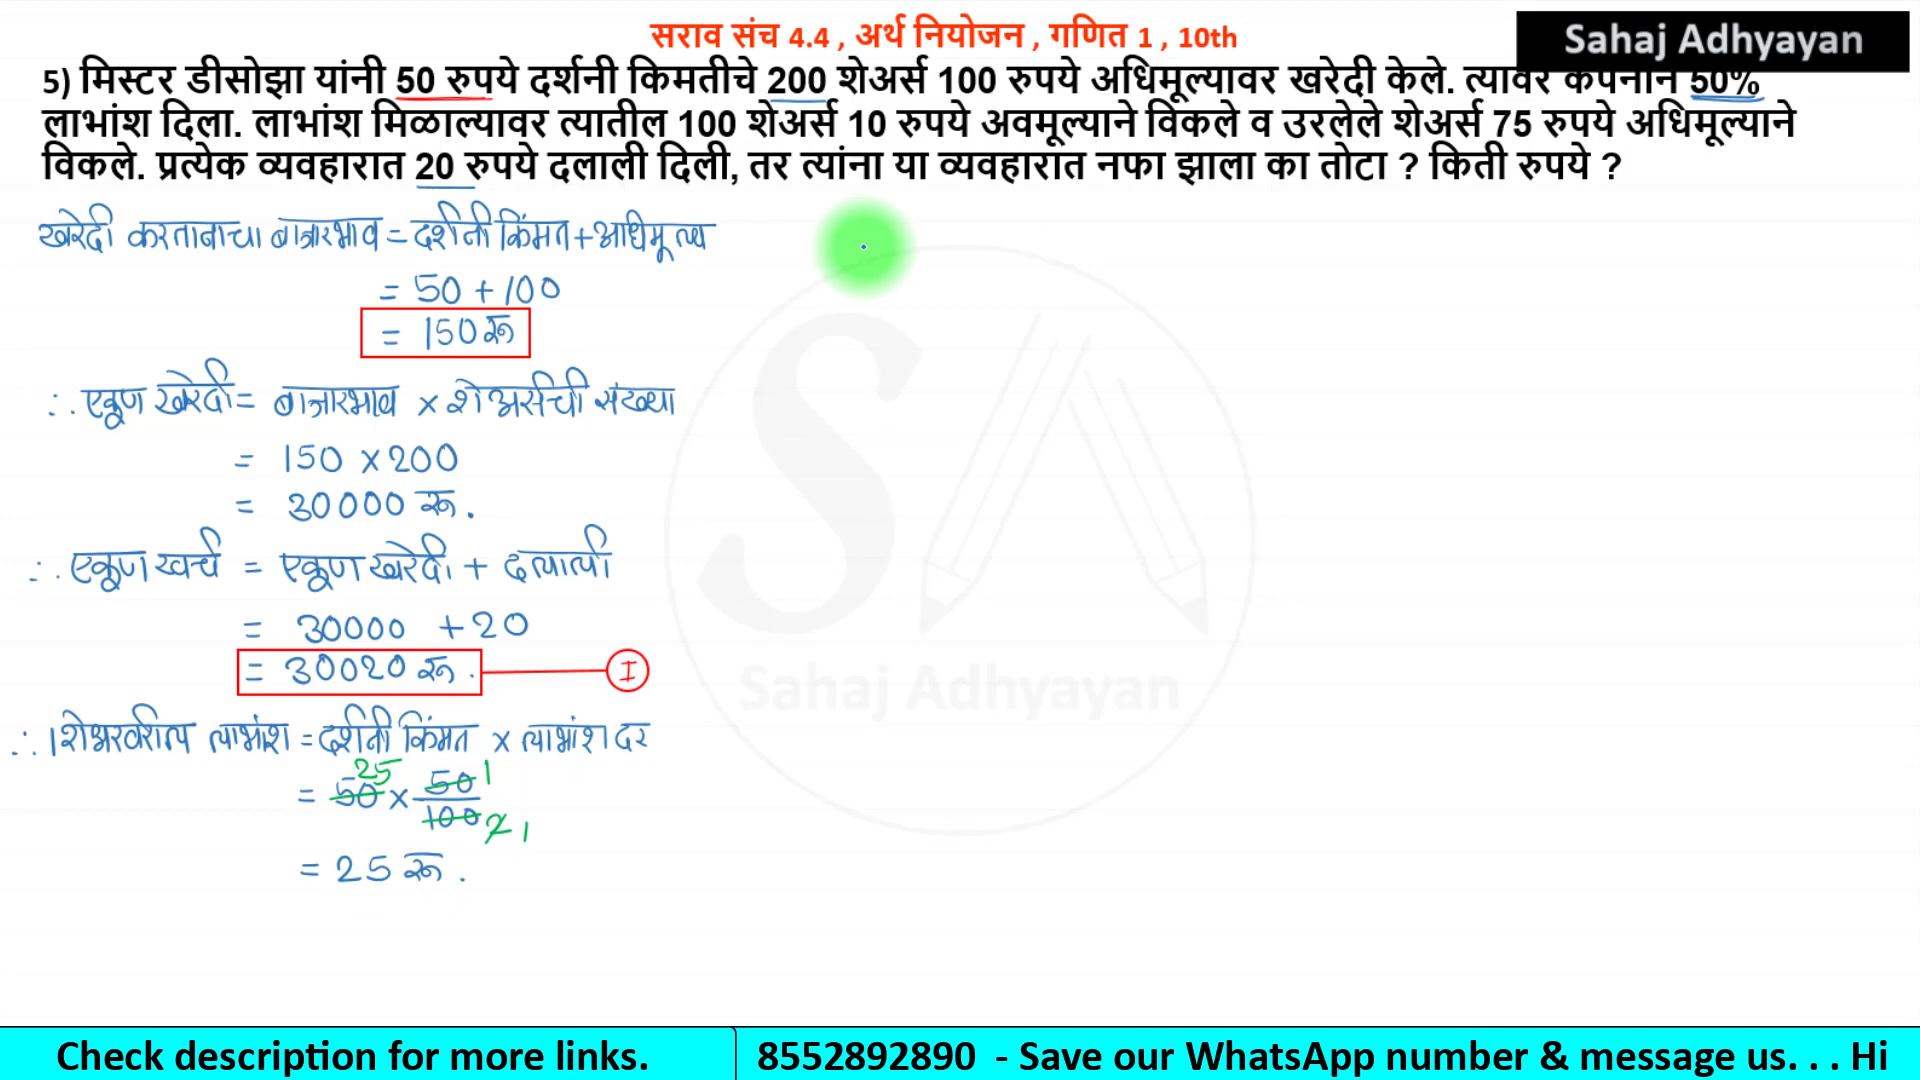 सराव संच 4.4 , अर्थ नियोजन , गणित 1 , 10th
Sahaj Adhyayan
5) मिस्टर डीसोझा यांनी 50 रुपये दर्शनी किमतीचे 200 शेअर्स 100 रुपये अधिमूल्यावर खरेदी केले. त्यावर कंपनीने 50%
लाभांश दिला. लाभांश मिळाल्यावर त्यातील 100 शेअर्स 10 रुपये अवमूल्याने विकले व उरलेले शेअर्स 75 रुपये अधिमूल्याने
विकले. प्रत्येक व्यवहारात 20 रुपये दलाली दिली, तर त्यांना या व्यवहारात नफा झाला का तोटा ? किती रुपये ?
खरेदी करतानाचा बाजारभाव = दर्शनी किंमत + अधिमूल्य
= 50 + 100
= 150 रू
∴ एकूण खरेदी = बाजारभाव × शेअर्सची संख्या
= 150 × 200
= 30000 रू.
∴ एकूण खर्च = एकूण खरेदी + दलाली
= 30000 + 20
= 30020 रू. I
∴ 1 शेअरवरील लाभांश = दर्शनी किंमत × लाभांश दर
25 1
= 50 × 50
100 2 1
= 25 रू.
Sahaj Adhyayan
Check description for more links.
8552892890 - Save our WhatsApp number & message us. . . Hi